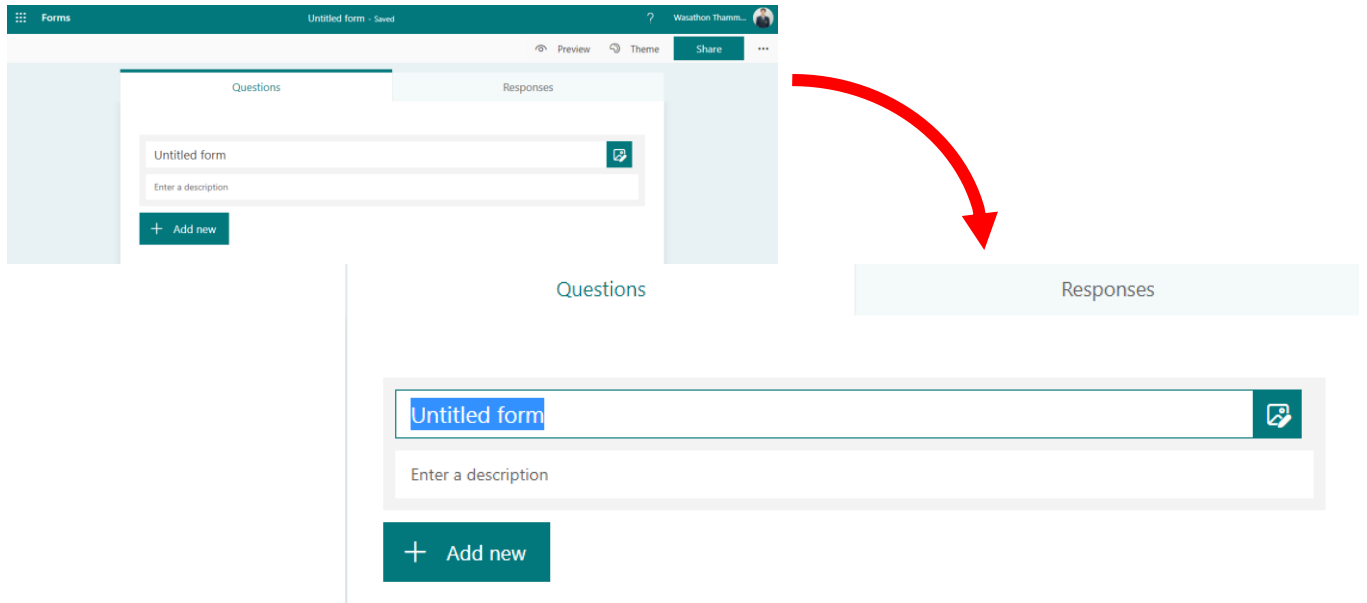 Forms
Untitled form - Saved
?
Wasathon Thamm...
Preview
Theme
Share
...
Questions
Responses
Untitled form
Enter a description
+ Add new
Questions
Responses
Untitled form
Enter a description
+ Add new